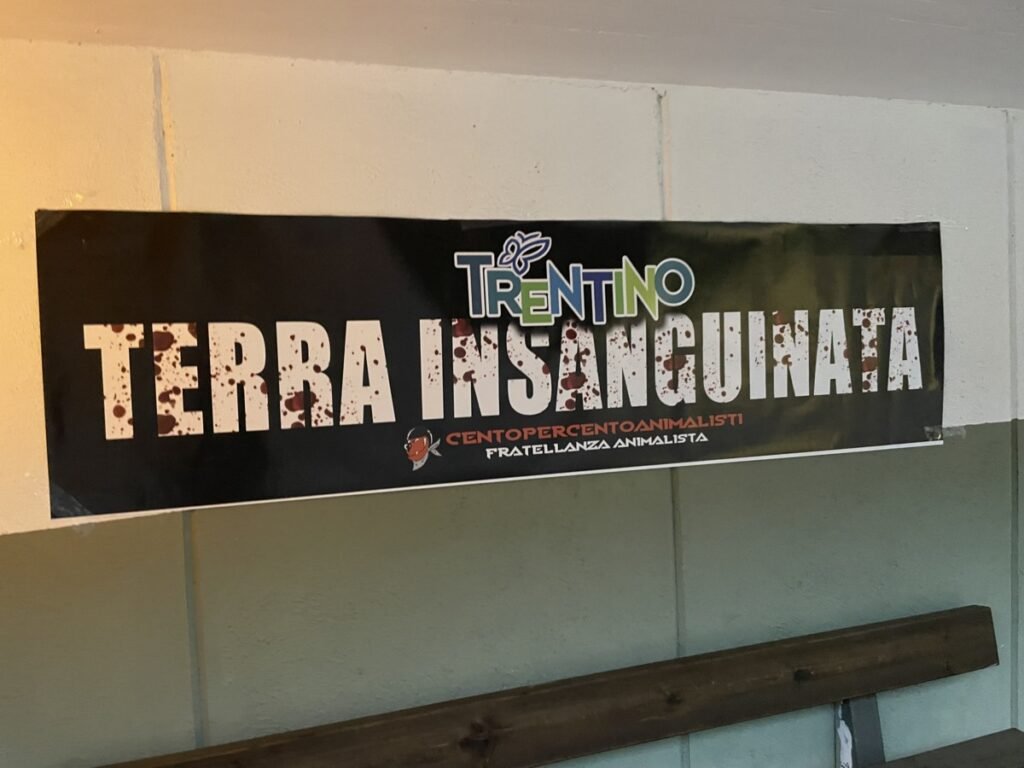 TRENTINO
TERRA INSANGUINATA
CENTOPERCENTOANIMALISTI
FRATELLANZA ANIMALISTA